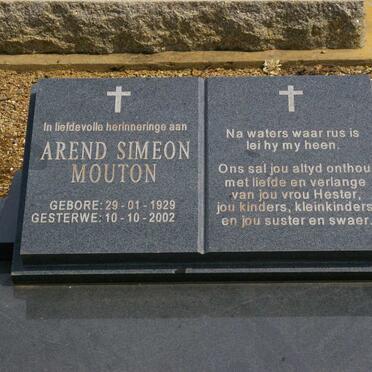 In liefdevolle herinneringe aan
AREND SIMEON
MOUTON
GEBORE: 29 - 01 - 1929
GESTERWE: 10 - 10 - 2002
Na waters waar rus is
lei hy my heen.
Ons sal jou altyd onthou
met liefde en verlange
van jou vrou Hester,
jou kinders, kleinkinders
en jou suster en swaer.